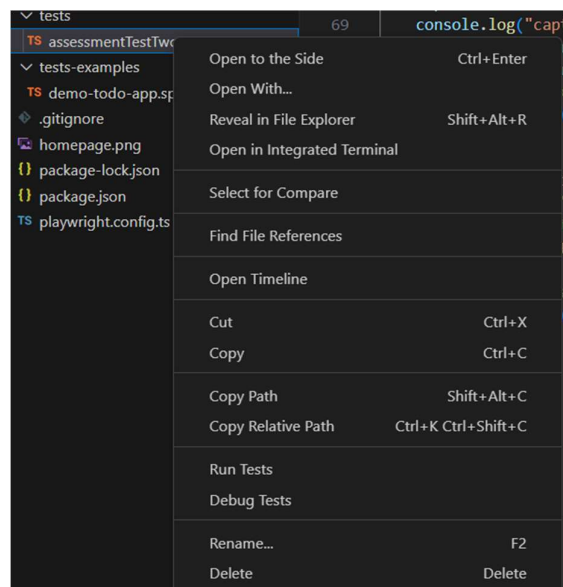 tests
69
console.log("cap
TS assessmentTestTwo
tests-examples
TS demo-todo-app.sp
.gitignore
homepage.png
{} package-lock.json
{} package.json
TS playwright.config.ts
Open to the Side Ctrl+Enter
Open With...
Reveal in File Explorer Shift+Alt+R
Open in Integrated Terminal
Select for Compare
Find File References
Open Timeline
Cut Ctrl+X
Copy Ctrl+C
Copy Path Shift+Alt+C
Copy Relative Path Ctrl+K Ctrl+Shift+C
Run Tests
Debug Tests
Rename... F2
Delete Delete